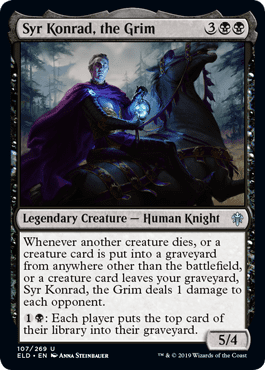 Syr Konrad, the Grim 3
Legendary Creature — Human Knight
Whenever another creature dies, or a
creature card is put into a graveyard
from anywhere other than the battlefield,
or a creature card leaves your graveyard,
Syr Konrad, the Grim deals 1 damage to
each opponent.
1 : Each player puts the top card of
their library into their graveyard.
5/4
107/269 U
ELD • EN Anna Steinbauer
™ & © 2019 Wizards of the Coast